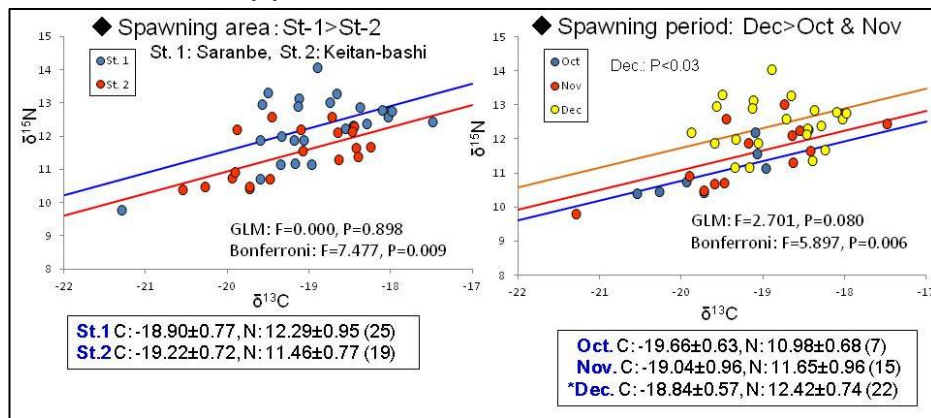 ◆ Spawning area: St-1>St-2
St. 1: Saranbe, St. 2: Keitan-bashi
St. 1
St. 2
15
14
13
12
11
10
9
8
δ15N
-22
-21
-20
-19
-18
-17
δ13C
GLM: F=0.000, P=0.898
Bonferroni: F=7.477, P=0.009
St.1 C:-18.90±0.77, N: 12.29±0.95 (25)
St.2 C:-19.22±0.72, N: 11.46±0.77 (19)
◆ Spawning period: Dec>Oct & Nov
Oct
Nov
Dec
Dec.: P<0.03
15
14
13
12
11
10
9
8
δ15N
-22
-21
-20
-19
-18
-17
δ13C
GLM: F=2.701, P=0.080
Bonferroni: F=5.897, P=0.006
Oct. C:-19.66±0.63, N: 10.98±0.68 (7)
Nov. C:-19.04±0.96, N: 11.65±0.96 (15)
*Dec. C:-18.84±0.57, N: 12.42±0.74 (22)